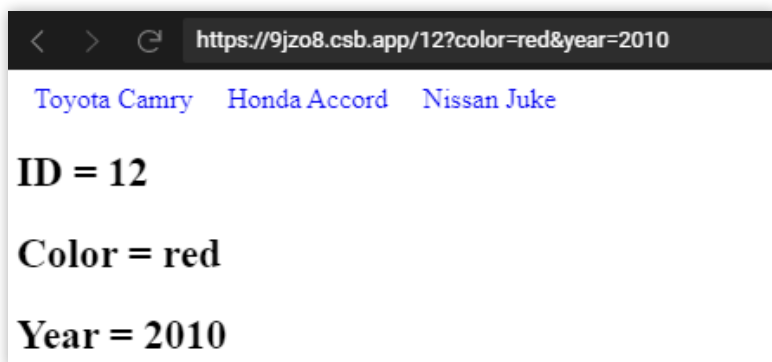 https://9jzo8.csb.app/12?color=red&year=2010
Toyota Camry Honda Accord Nissan Juke
ID = 12
Color = red
Year = 2010